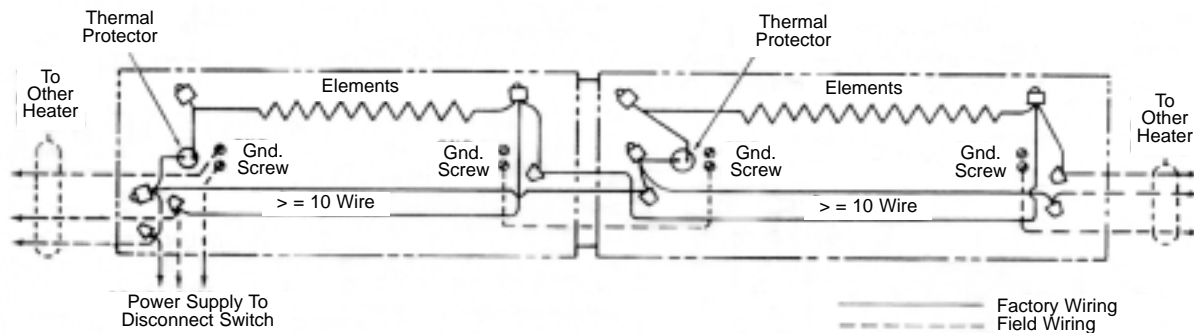 Thermal
Protector
Thermal
Protector
To
Other
Heater
Elements
Elements
To
Other
Heater
Gnd.
Screw
Gnd.
Screw
Gnd.
Screw
Gnd.
Screw
> = 10 Wire
> = 10 Wire
Power Supply To
Disconnect Switch
Factory Wiring
Field Wiring